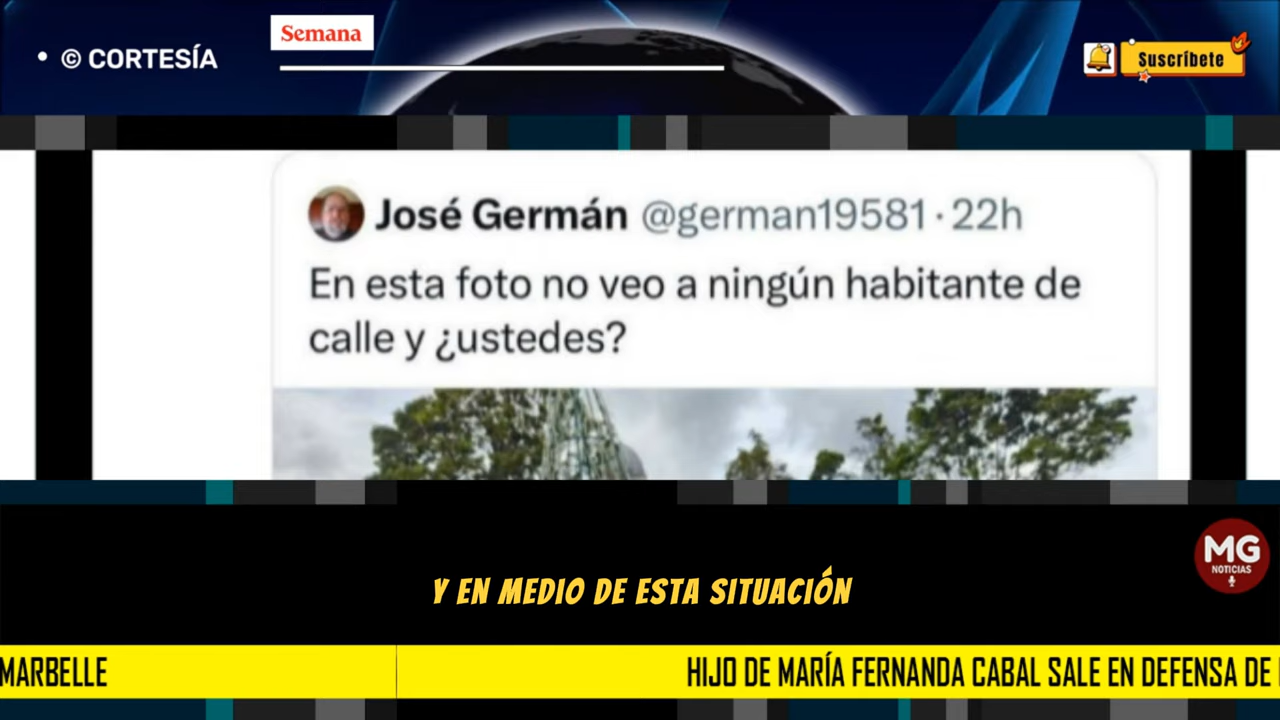 • © CORTESÍA
Semana
Suscríbete
José Germán @german19581 · 22h
En esta foto no veo a ningún habitante de
calle y ¿ustedes?
MG
NOTICIAS
Y EN MEDIO DE ESTA SITUACIÓN
MARBELLE
HIJO DE MARÍA FERNANDA CABAL SALE EN DEFENSA DE